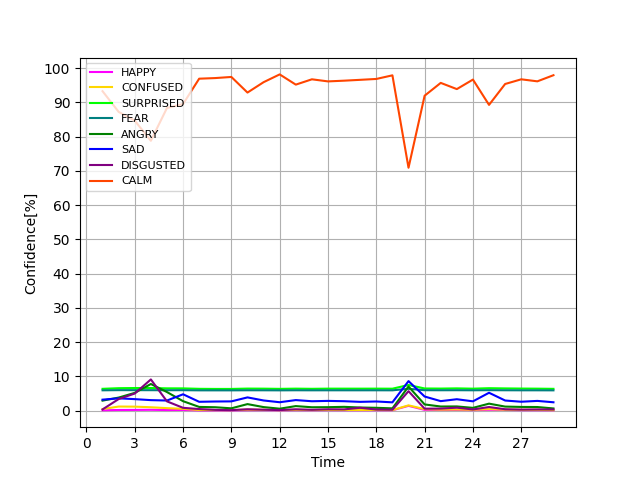 100
90
80
70
60
50
40
30
20
10
0
Confidence[%]
HAPPY
CONFUSED
SURPRISED
FEAR
ANGRY
SAD
DISGUSTED
CALM
0 3 6 9 12 15 18 21 24 27
Time